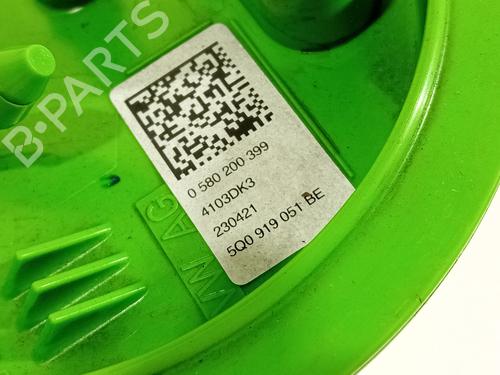 B-PARTS
0 580 200 399
4103DK3
230421
5Q0 919 051 BE
VW AG